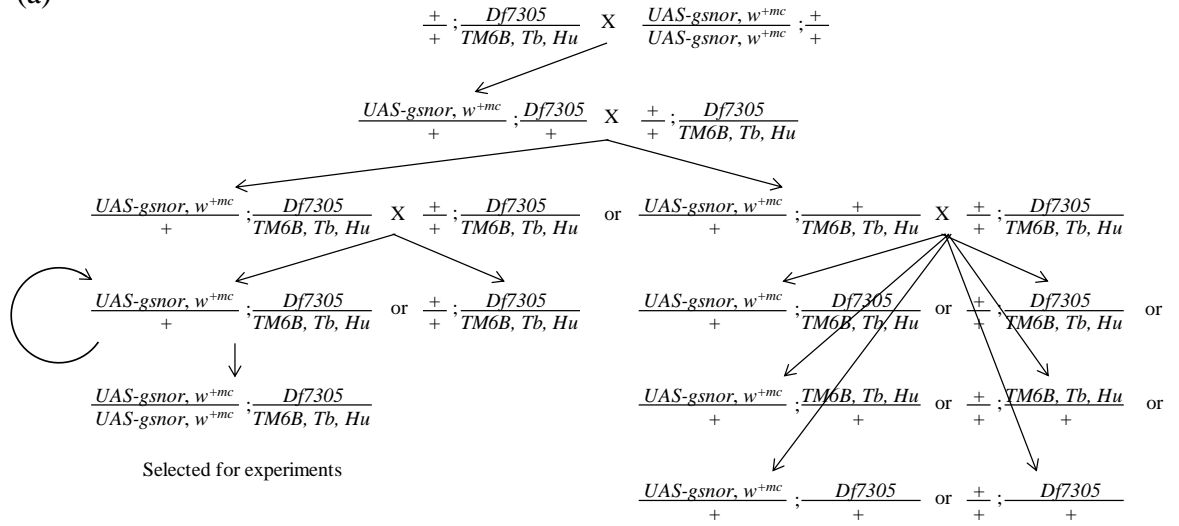 (a)
+ Df7305 UAS-gsnor, w+mc +
; X ;
+ TM6B, Tb, Hu UAS-gsnor, w+mc +
UAS-gsnor, w+mc Df7305 + Df7305
; X ;
+ + + TM6B, Tb, Hu
UAS-gsnor, w+mc Df7305 + Df7305 UAS-gsnor, w+mc + + Df7305
; X ; or ; X ;
+ TM6B, Tb, Hu + TM6B, Tb, Hu + TM6B, Tb, Hu + TM6B, Tb, Hu
UAS-gsnor, w+mc Df7305 + Df7305 UAS-gsnor, w+mc Df7305 + Df7305
; or ; ; or ; or
+ TM6B, Tb, Hu + TM6B, Tb, Hu + TM6B, Tb, Hu + TM6B, Tb, Hu
UAS-gsnor, w+mc Df7305 UAS-gsnor, w+mc TM6B, Tb, Hu + TM6B, Tb, Hu
; ; or ; or
UAS-gsnor, w+mc TM6B, Tb, Hu + + + +
Selected for experiments
UAS-gsnor, w+mc Df7305 + Df7305
; or ;
+ + + +